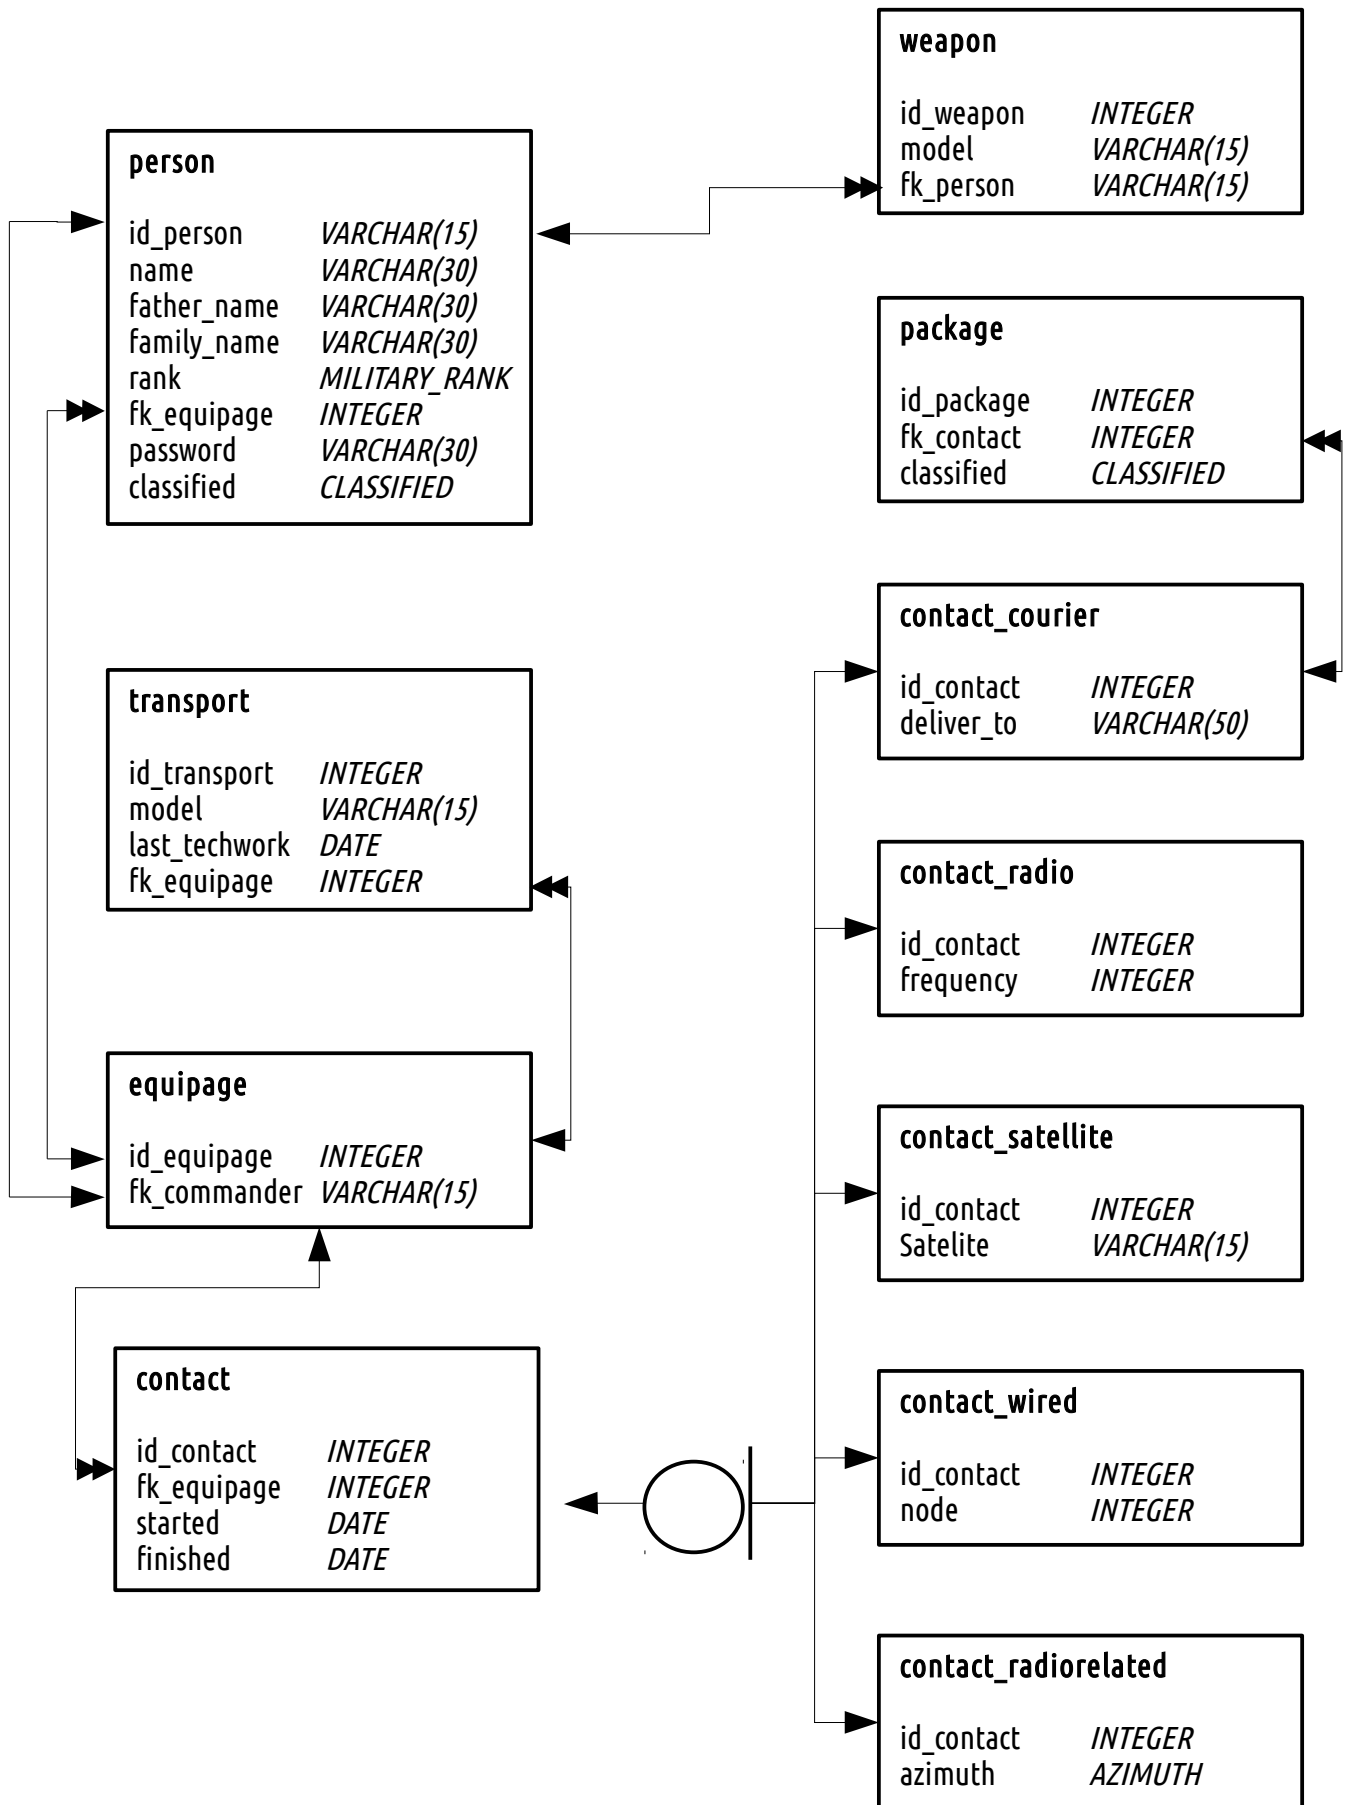 weapon
id_weapon INTEGER
model VARCHAR(15)
fk_person VARCHAR(15)
person
id_person VARCHAR(15)
name VARCHAR(30)
father_name VARCHAR(30)
family_name VARCHAR(30)
rank MILITARY_RANK
fk_equipage INTEGER
password VARCHAR(30)
classified CLASSIFIED
package
id_package INTEGER
fk_contact INTEGER
classified CLASSIFIED
contact_courier
id_contact INTEGER
deliver_to VARCHAR(50)
transport
id_transport INTEGER
model VARCHAR(15)
last_techwork DATE
fk_equipage INTEGER
contact_radio
id_contact INTEGER
frequency INTEGER
equipage
id_equipage INTEGER
fk_commander VARCHAR(15)
contact_satellite
id_contact INTEGER
Satelite VARCHAR(15)
contact
id_contact INTEGER
fk_equipage INTEGER
started DATE
finished DATE
contact_wired
id_contact INTEGER
node INTEGER
contact_radiorelated
id_contact INTEGER
azimuth AZIMUTH